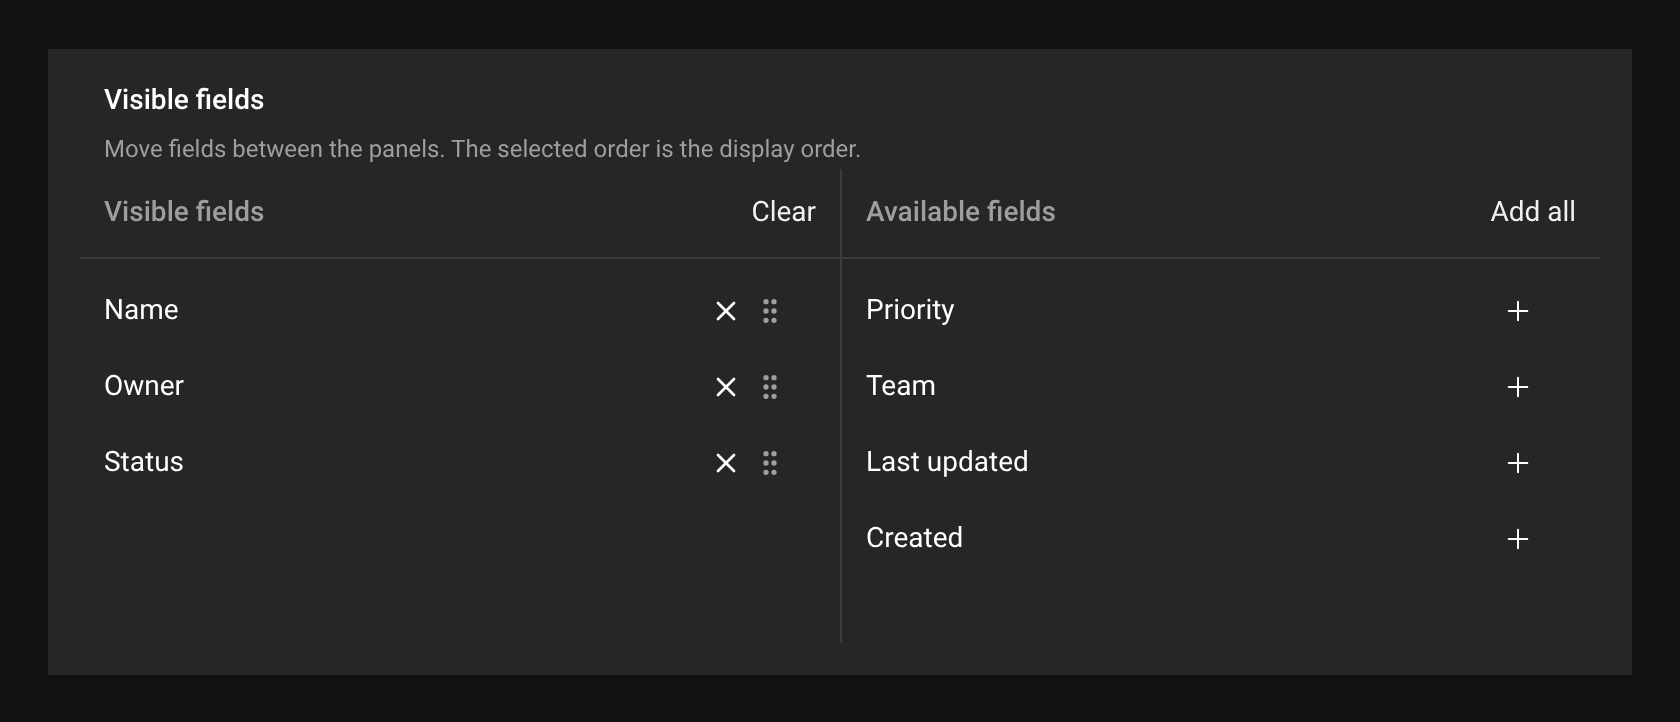 Visible fields
Move fields between the panels. The selected order is the display order.
Visible fields
Clear
Name
Owner
Status
Available fields
Add all
Priority
Team
Last updated
Created